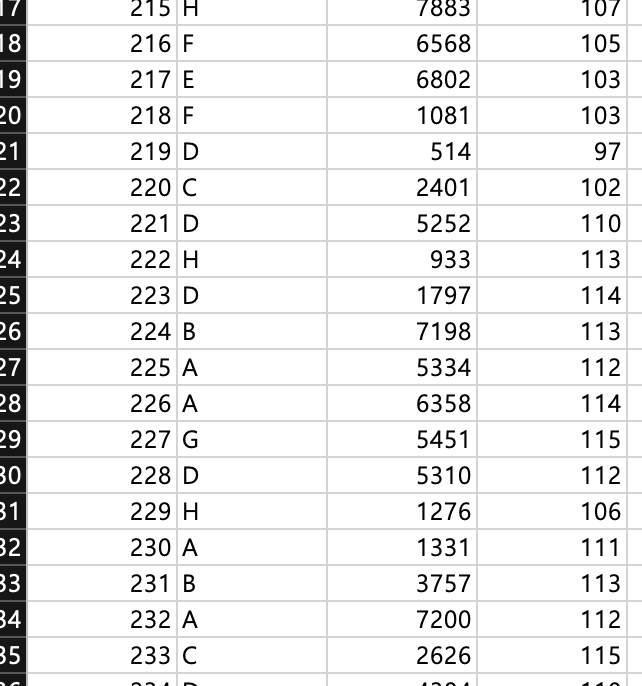 17 215 H 7883 107
18 216 F 6568 105
19 217 E 6802 103
20 218 F 1081 103
21 219 D 514 97
22 220 C 2401 102
23 221 D 5252 110
24 222 H 933 113
25 223 D 1797 114
26 224 B 7198 113
27 225 A 5334 112
28 226 A 6358 114
29 227 G 5451 115
30 228 D 5310 112
31 229 H 1276 106
32 230 A 1331 111
33 231 B 3757 113
34 232 A 7200 112
35 233 C 2626 115